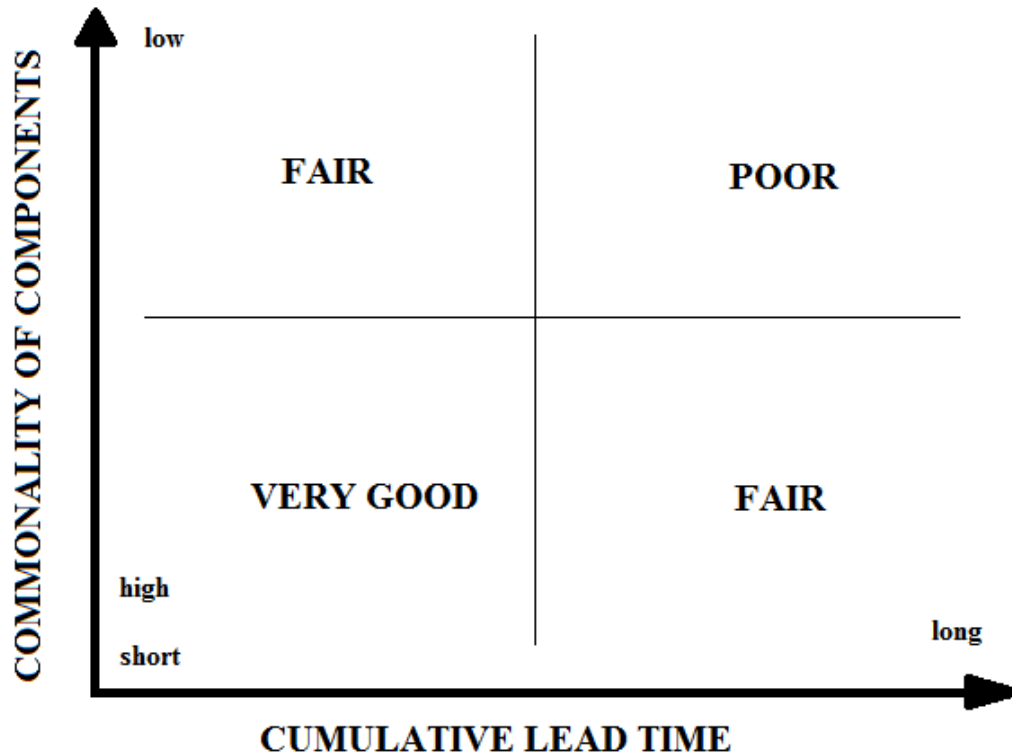 COMMONALITY OF COMPONENTS
low
FAIR
POOR
VERY GOOD
FAIR
high
short
long
CUMULATIVE LEAD TIME